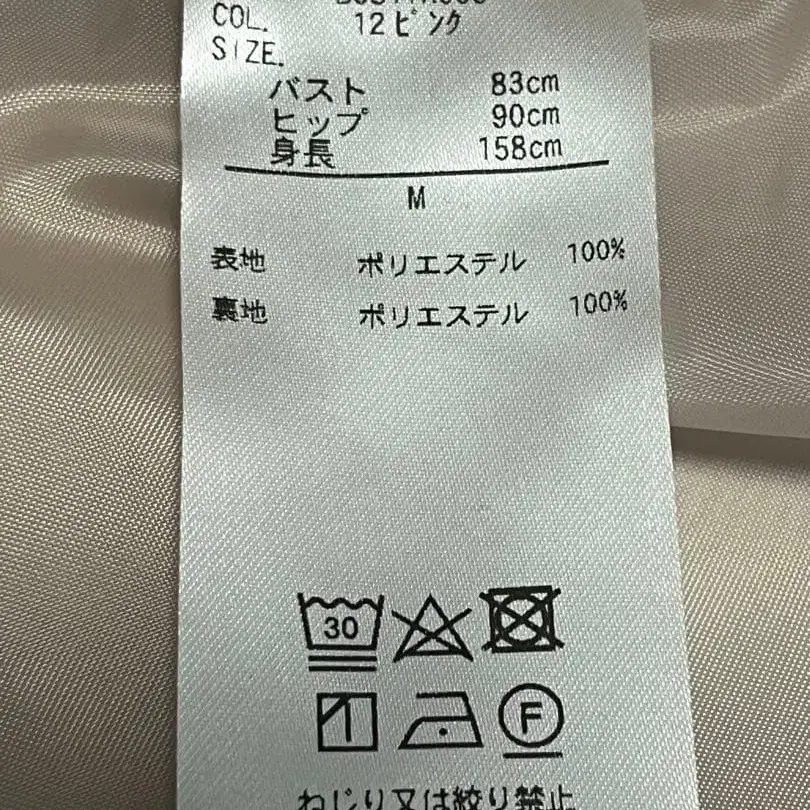 COL. 12ピンク
SIZE.
バスト 83cm
ヒップ 90cm
身長 158cm
M
表地 ポリエステル 100%
裏地 ポリエステル 100%
30
F
ねじり又は絞り禁止